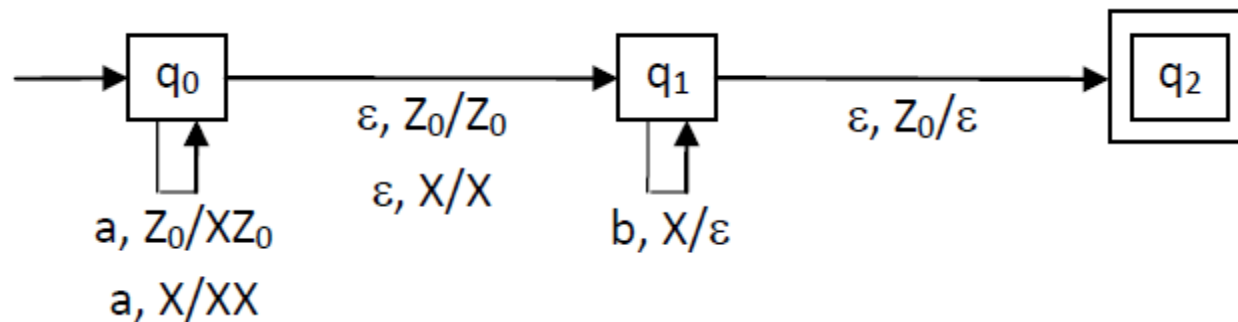 q₀
q₁
q₂
ε, Z₀/Z₀
ε, Z₀/ε
ε, X/X
a, Z₀/XZ₀
b, X/ε
a, X/XX